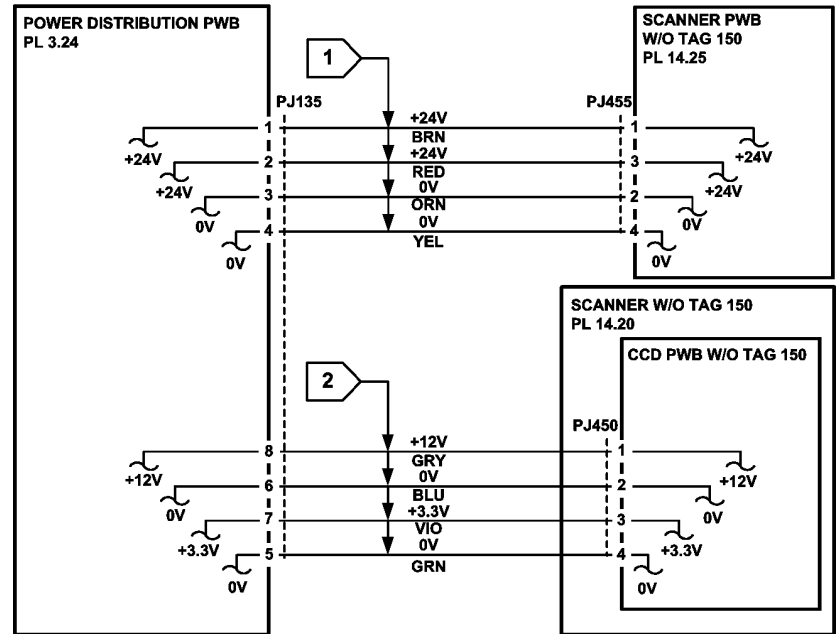 POWER DISTRIBUTION PWB
PL 3.24
SCANNER PWB
W/O TAG 150
PL 14.25
1
PJ135
PJ455
1 +24V 1
+24V BRN +24V
2 +24V 3
+24V RED +24V
3 0V 2
0V ORN 0V
4 0V 4
0V YEL 0V
SCANNER W/O TAG 150
PL 14.20
CCD PWB W/O TAG 150
2
PJ450
8 +12V 1
+12V GRY +12V
6 0V 2
0V BLU 0V
7 +3.3V 3
+3.3V VIO +3.3V
5 0V 4
0V GRN 0V